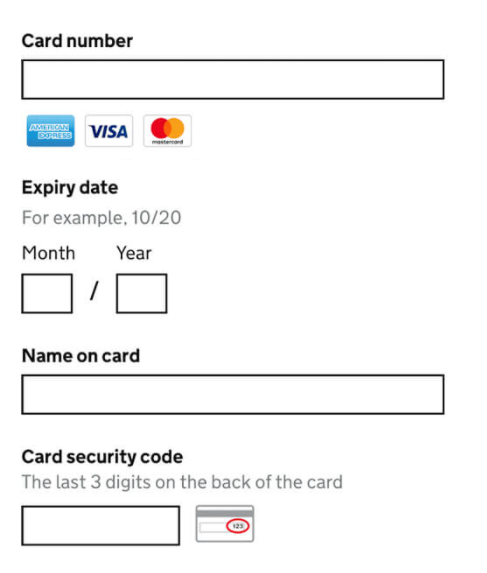 Card number
AMERICAN
EXPRESS
VISA
mastercard
Expiry date
For example, 10/20
Month Year
/
Name on card
Card security code
The last 3 digits on the back of the card
123